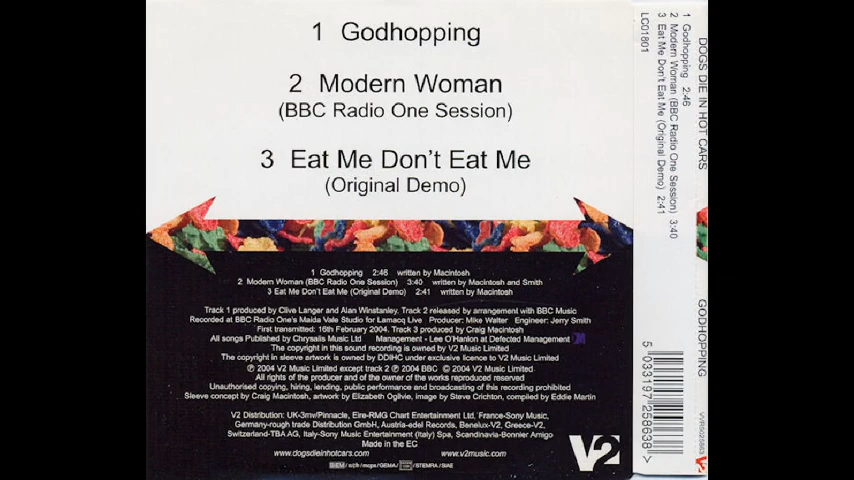 1 Godhopping
2 Modern Woman
(BBC Radio One Session)
3 Eat Me Don't Eat Me
(Original Demo)
1 Godhopping 2:46 written by Macintosh
2 Modern Woman (BBC Radio One Session) 3:40 written by Macintosh and Smith
3 Eat Me Don't Eat Me (Original Demo) 2:41 written by Macintosh
Track 1 produced by Clive Langer and Alan Winstanley. Track 2 released by arrangement with BBC Music
Recorded at BBC Radio One's Maida Vale Studio for Lamacq Live Producer: Mike Walter Engineer: Jerry Smith
First transmitted: 16th February 2004. Track 3 produced by Craig Macintosh
All songs Published by Chrysalis Music Ltd Management - Lee O'Hanlon at Defected Management
The copyright in this sound recording is owned by V2 Music Limited
The copyright in sleeve artwork is owned by DDIHC under exclusive licence to V2 Music Limited
℗ 2004 V2 Music Limited except track 2 ℗ 2004 BBC © 2004 V2 Music Limited
All rights of the producer and of the owner of the works reproduced reserved
Unauthorised copying, hiring, lending, public performance and broadcasting of this recording prohibited
Sleeve concept by Craig Macintosh, artwork by Elizabeth Ogilvie, image by Steve Crichton, compiled by Eddie Martin
V2 Distribution: UK-3mv/Pinnacle, Eire-RMG Chart Entertainment Ltd, France-Sony Music,
Germany-rough trade Distribution GmbH, Austria-edel Records, Benelux-V2, Greece-V2,
Switzerland-TBA AG, Italy-Sony Music Entertainment (Italy) Spa, Scandinavia-Bonnier Amigo
Made in the EC
www.dogsdieinhotcars.com www.v2music.com
BIEM / n©b / mcps / GEMA / STEMRA / SIAE
V2
1 Godhopping 2:46
2 Modern Woman (BBC Radio One Session) 3:40
3 Eat Me Don't Eat Me (Original Demo) 2:41
LC01801
5 033197 258638 >
DOGS DIE IN HOT CARS
GODHOPPING
V2